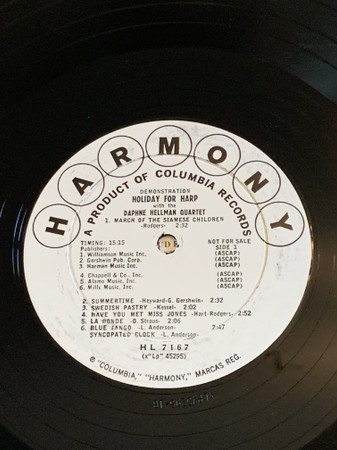 HARMONY
A PRODUCT OF COLUMBIA RECORDS
DEMONSTRATION
HOLIDAY FOR HARP
with the
DAPHNE HELLMAN QUARTET
1. MARCH OF THE SIAMESE CHILDREN
-Rodgers- 2:32
TIMING: 15:15 NOT FOR SALE
Publishers: SIDE 1
1. Williamson Music Inc. (ASCAP)
2. Gershwin Pub. Corp. (ASCAP)
3. Harman Music Inc. (ASCAP)
4. Chappell & Co., Inc. (ASCAP)
5. Alamo Music Inc. (ASCAP)
6. Mills Music, Inc. (ASCAP)
2. SUMMERTIME -Heyward-G. Gershwin- 2:32
3. SWEDISH PASTRY -Kessel- 2:02
4. HAVE YOU MET MISS JONES -Hart-Rodgers- 2:52
5. LA RONDE -O. Straus- 2:06
6. BLUE TANGO -L. Anderson- 2:47
SYNCOPATED CLOCK -L. Anderson-
HL 7167
(x"Lp" 45295)
® "COLUMBIA," "HARMONY," MARCAS REG.